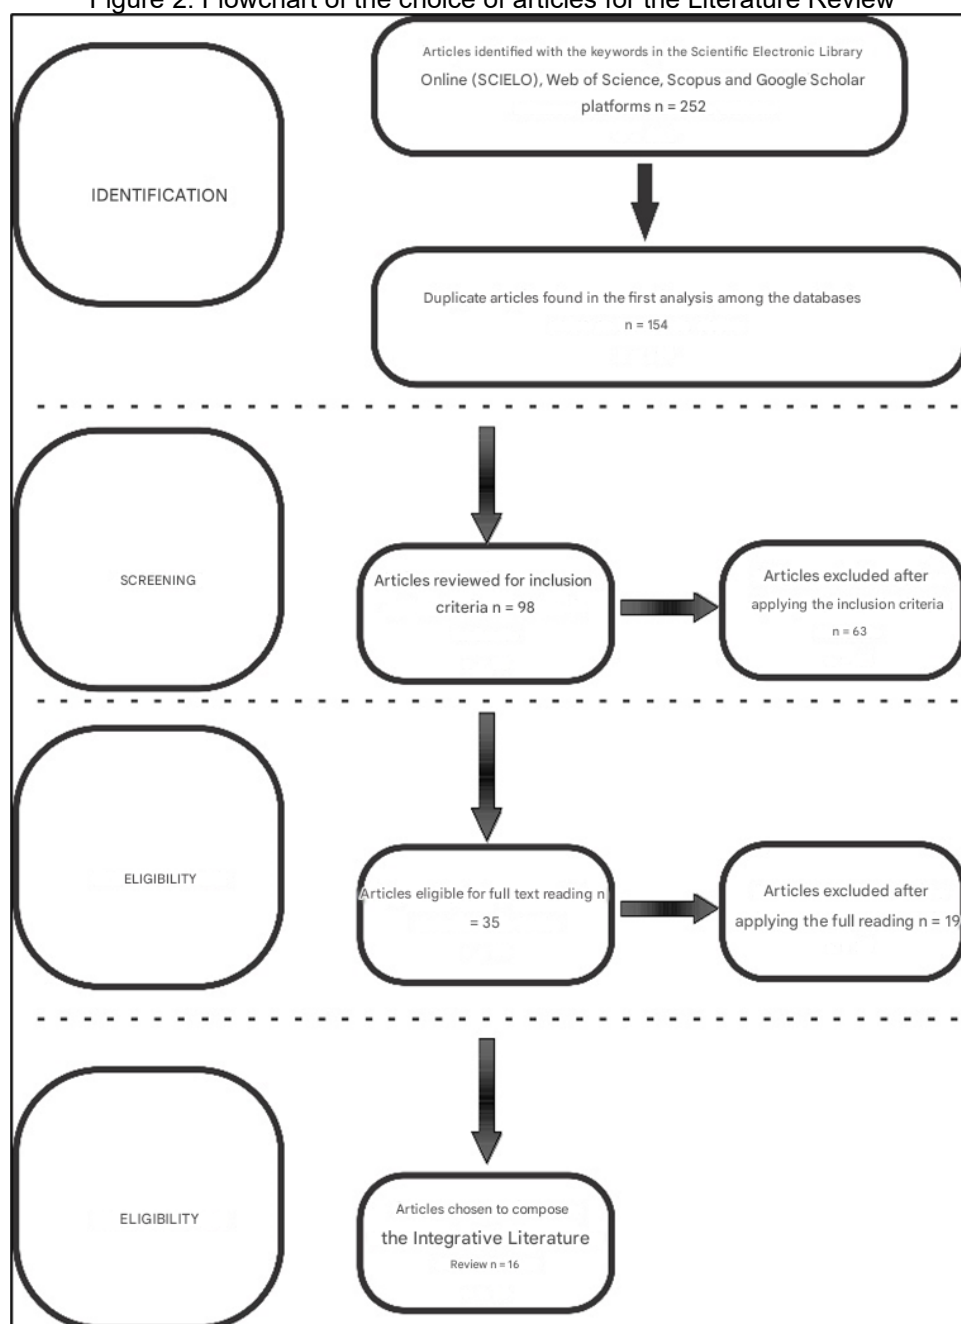 Figure 2. Flowchart of the choice of articles for the Literature Review
Articles identified with the keywords in the Scientific Electronic Library
Online (SCIELO), Web of Science, Scopus and Google Scholar
platforms n = 252
IDENTIFICATION
Duplicate articles found in the first analysis among the databases
n = 154
SCREENING
Articles reviewed for inclusion
criteria n = 98
Articles excluded after
applying the inclusion criteria
n = 63
ELIGIBILITY
Articles eligible for full text reading n
= 35
Articles excluded after
applying the full reading n = 19
ELIGIBILITY
Articles chosen to compose
the Integrative Literature
Review n = 16